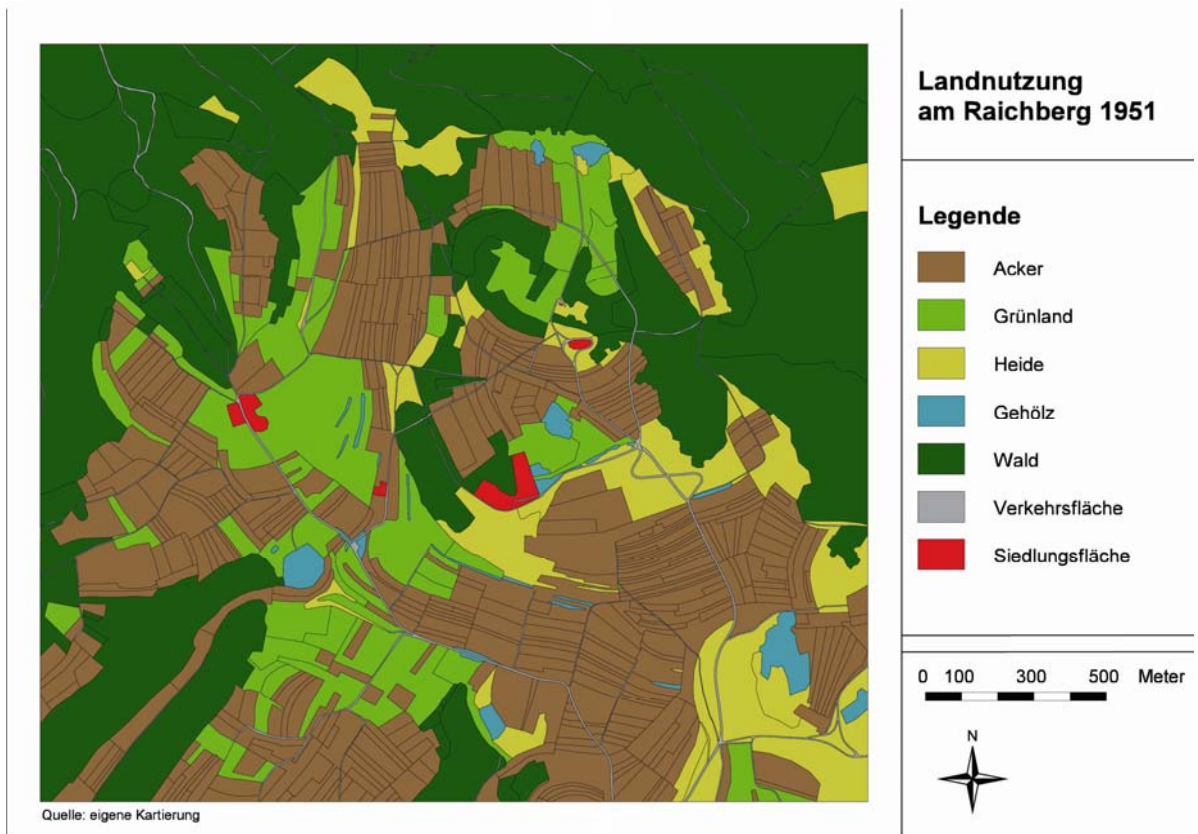 Landnutzung
am Raichberg 1951
Legende
Acker
Grünland
Heide
Gehölz
Wald
Verkehrsfläche
Siedlungsfläche
0 100 300 500 Meter
N
Quelle: eigene Kartierung